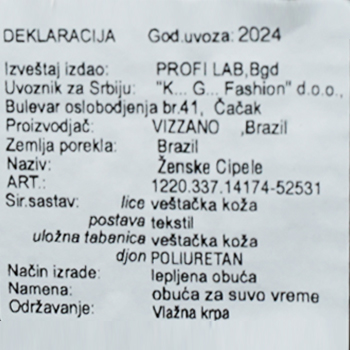 DEKLARACIJA God.uvoza: 2024
Izveštaj izdao: PROFI LAB,Bgd
Uvoznik za Srbiju: "K... G... Fashion" d.o.o.,
Bulevar oslobodjenja br.41, Čačak
Proizvodjač: VIZZANO ,Brazil
Zemlja porekla: Brazil
Naziv: Ženske Cipele
ART.: 1220.337.14174-52531
Sir.sastav: lice veštačka koža
postava tekstil
uložna tabanica veštačka koža
djon POLIURETAN
Način izrade: lepljena obuća
Namena: obuća za suvo vreme
Održavanje: Vlažna krpa